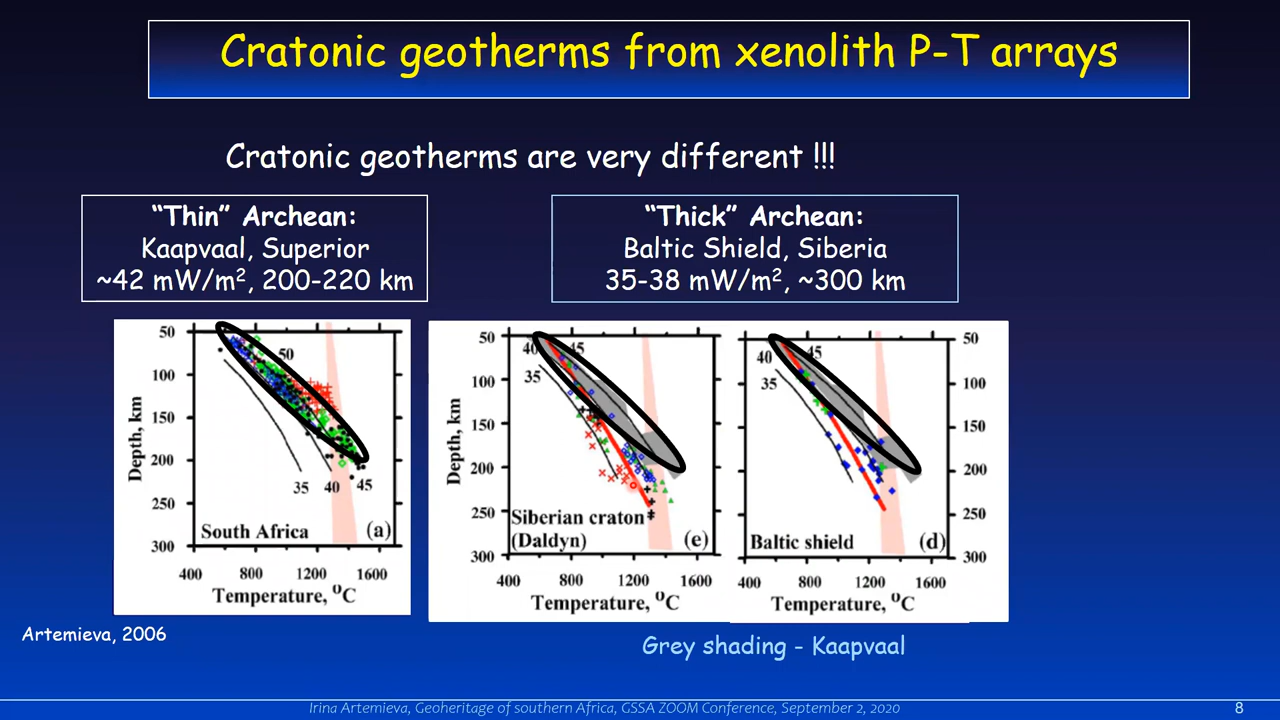 Cratonic geotherms from xenolith P-T arrays
Cratonic geotherms are very different !!!
“Thin” Archean:
Kaapvaal, Superior
~42 mW/m², 200-220 km
“Thick” Archean:
Baltic Shield, Siberia
35-38 mW/m², ~300 km
50
100
150
200
250
300
Depth, km
50
35
40
45
South Africa
(a)
400
800
1200
1600
Temperature, ᴼC
50
100
150
200
250
300
Depth, km
40
45
35
Siberian craton
(Daldyn)
(e)
400
800
1200
1600
Temperature, ᴼC
40
45
35
Baltic shield
(d)
50
100
150
200
250
300
400
800
1200
1600
Temperature, ᴼC
Artemieva, 2006
Grey shading - Kaapvaal
Irina Artemieva, Geoheritage of southern Africa, GSSA ZOOM Conference, September 2, 2020
8